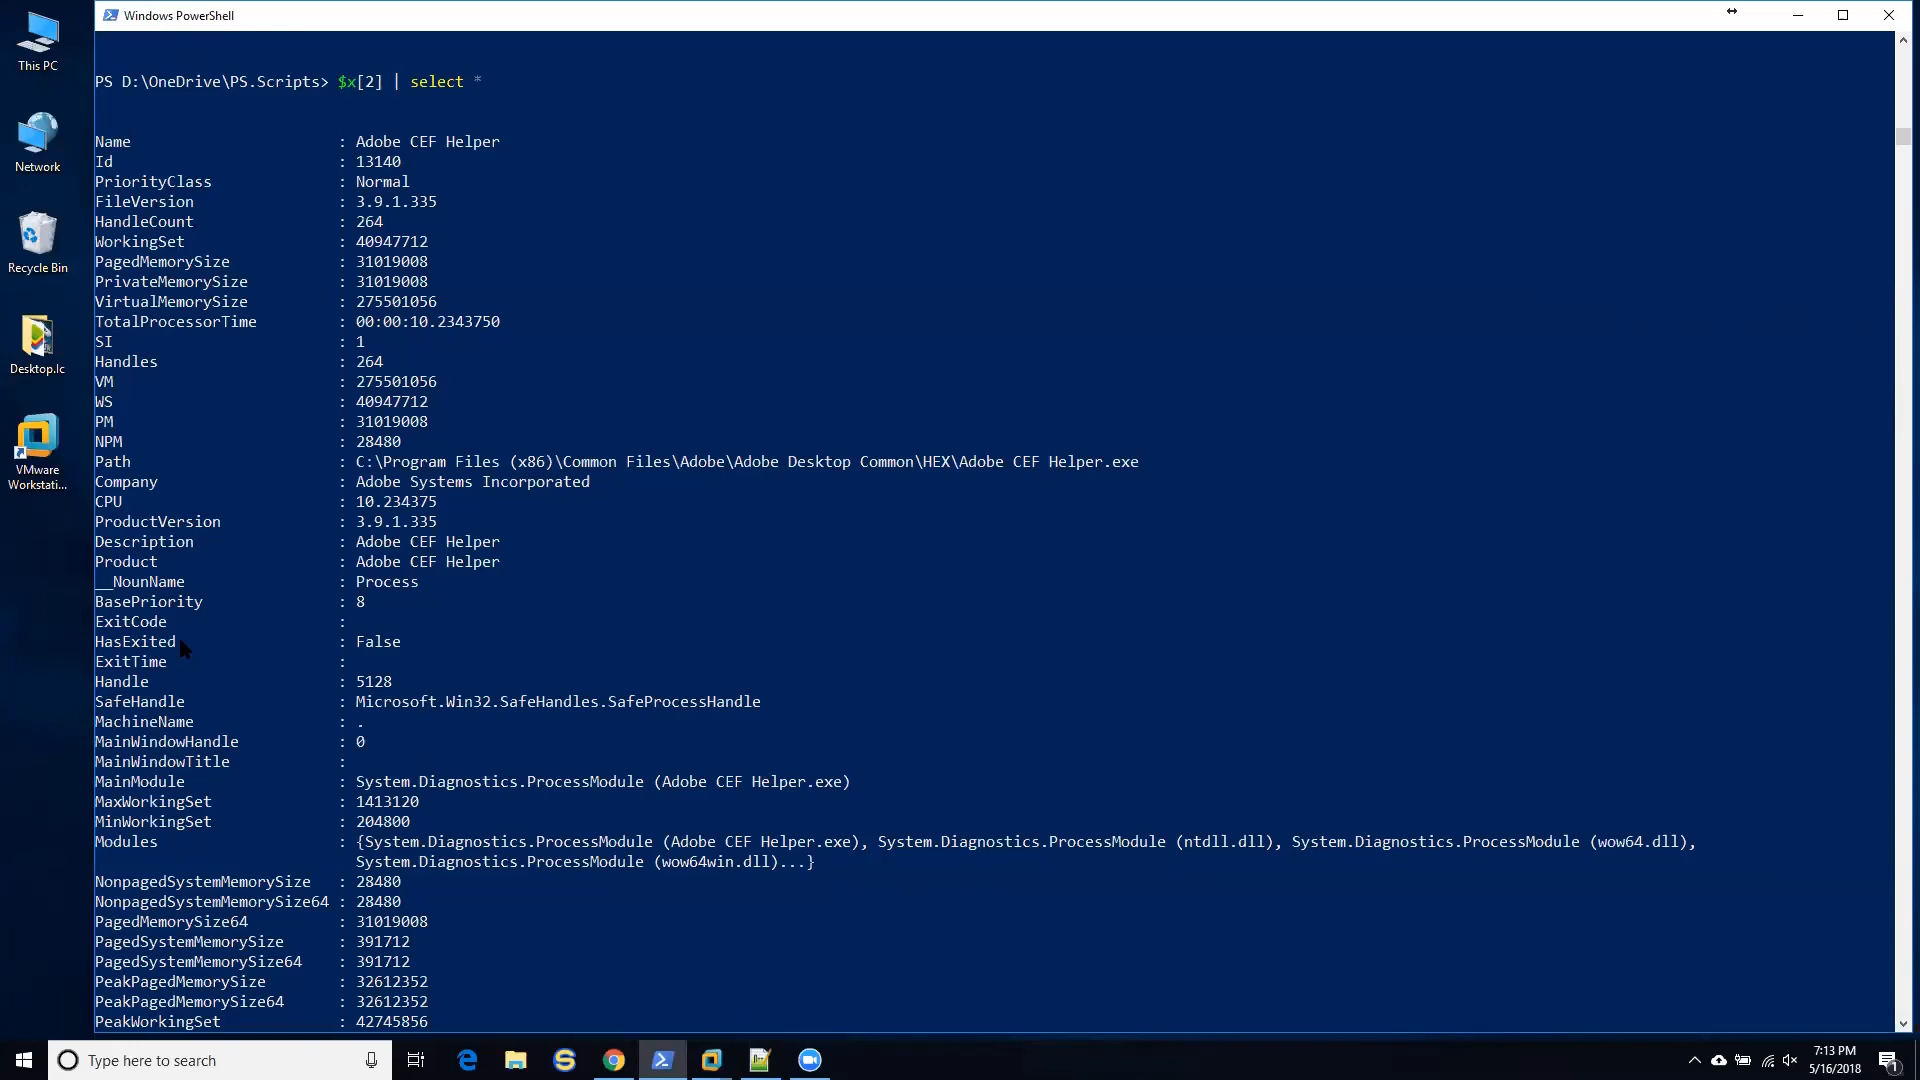 Windows PowerShell
This PC
Network
Recycle Bin
Desktop.Ic
VMware
Workstati...
PS D:\OneDrive\PS.Scripts> $x[2] | select *
Name : Adobe CEF Helper
Id : 13140
PriorityClass : Normal
FileVersion : 3.9.1.335
HandleCount : 264
WorkingSet : 40947712
PagedMemorySize : 31019008
PrivateMemorySize : 31019008
VirtualMemorySize : 275501056
TotalProcessorTime : 00:00:10.2343750
SI : 1
Handles : 264
VM : 275501056
WS : 40947712
PM : 31019008
NPM : 28480
Path : C:\Program Files (x86)\Common Files\Adobe\Adobe Desktop Common\HEX\Adobe CEF Helper.exe
Company : Adobe Systems Incorporated
CPU : 10.234375
ProductVersion : 3.9.1.335
Description : Adobe CEF Helper
Product : Adobe CEF Helper
__NounName : Process
BasePriority : 8
ExitCode :
HasExited : False
ExitTime :
Handle : 5128
SafeHandle : Microsoft.Win32.SafeHandles.SafeProcessHandle
MachineName : .
MainWindowHandle : 0
MainWindowTitle :
MainModule : System.Diagnostics.ProcessModule (Adobe CEF Helper.exe)
MaxWorkingSet : 1413120
MinWorkingSet : 204800
Modules : {System.Diagnostics.ProcessModule (Adobe CEF Helper.exe), System.Diagnostics.ProcessModule (ntdll.dll), System.Diagnostics.ProcessModule (wow64.dll),
System.Diagnostics.ProcessModule (wow64win.dll)...}
NonpagedSystemMemorySize : 28480
NonpagedSystemMemorySize64 : 28480
PagedMemorySize64 : 31019008
PagedSystemMemorySize : 391712
PagedSystemMemorySize64 : 391712
PeakPagedMemorySize : 32612352
PeakPagedMemorySize64 : 32612352
PeakWorkingSet : 42745856
Type here to search
7:13 PM
5/16/2018
1